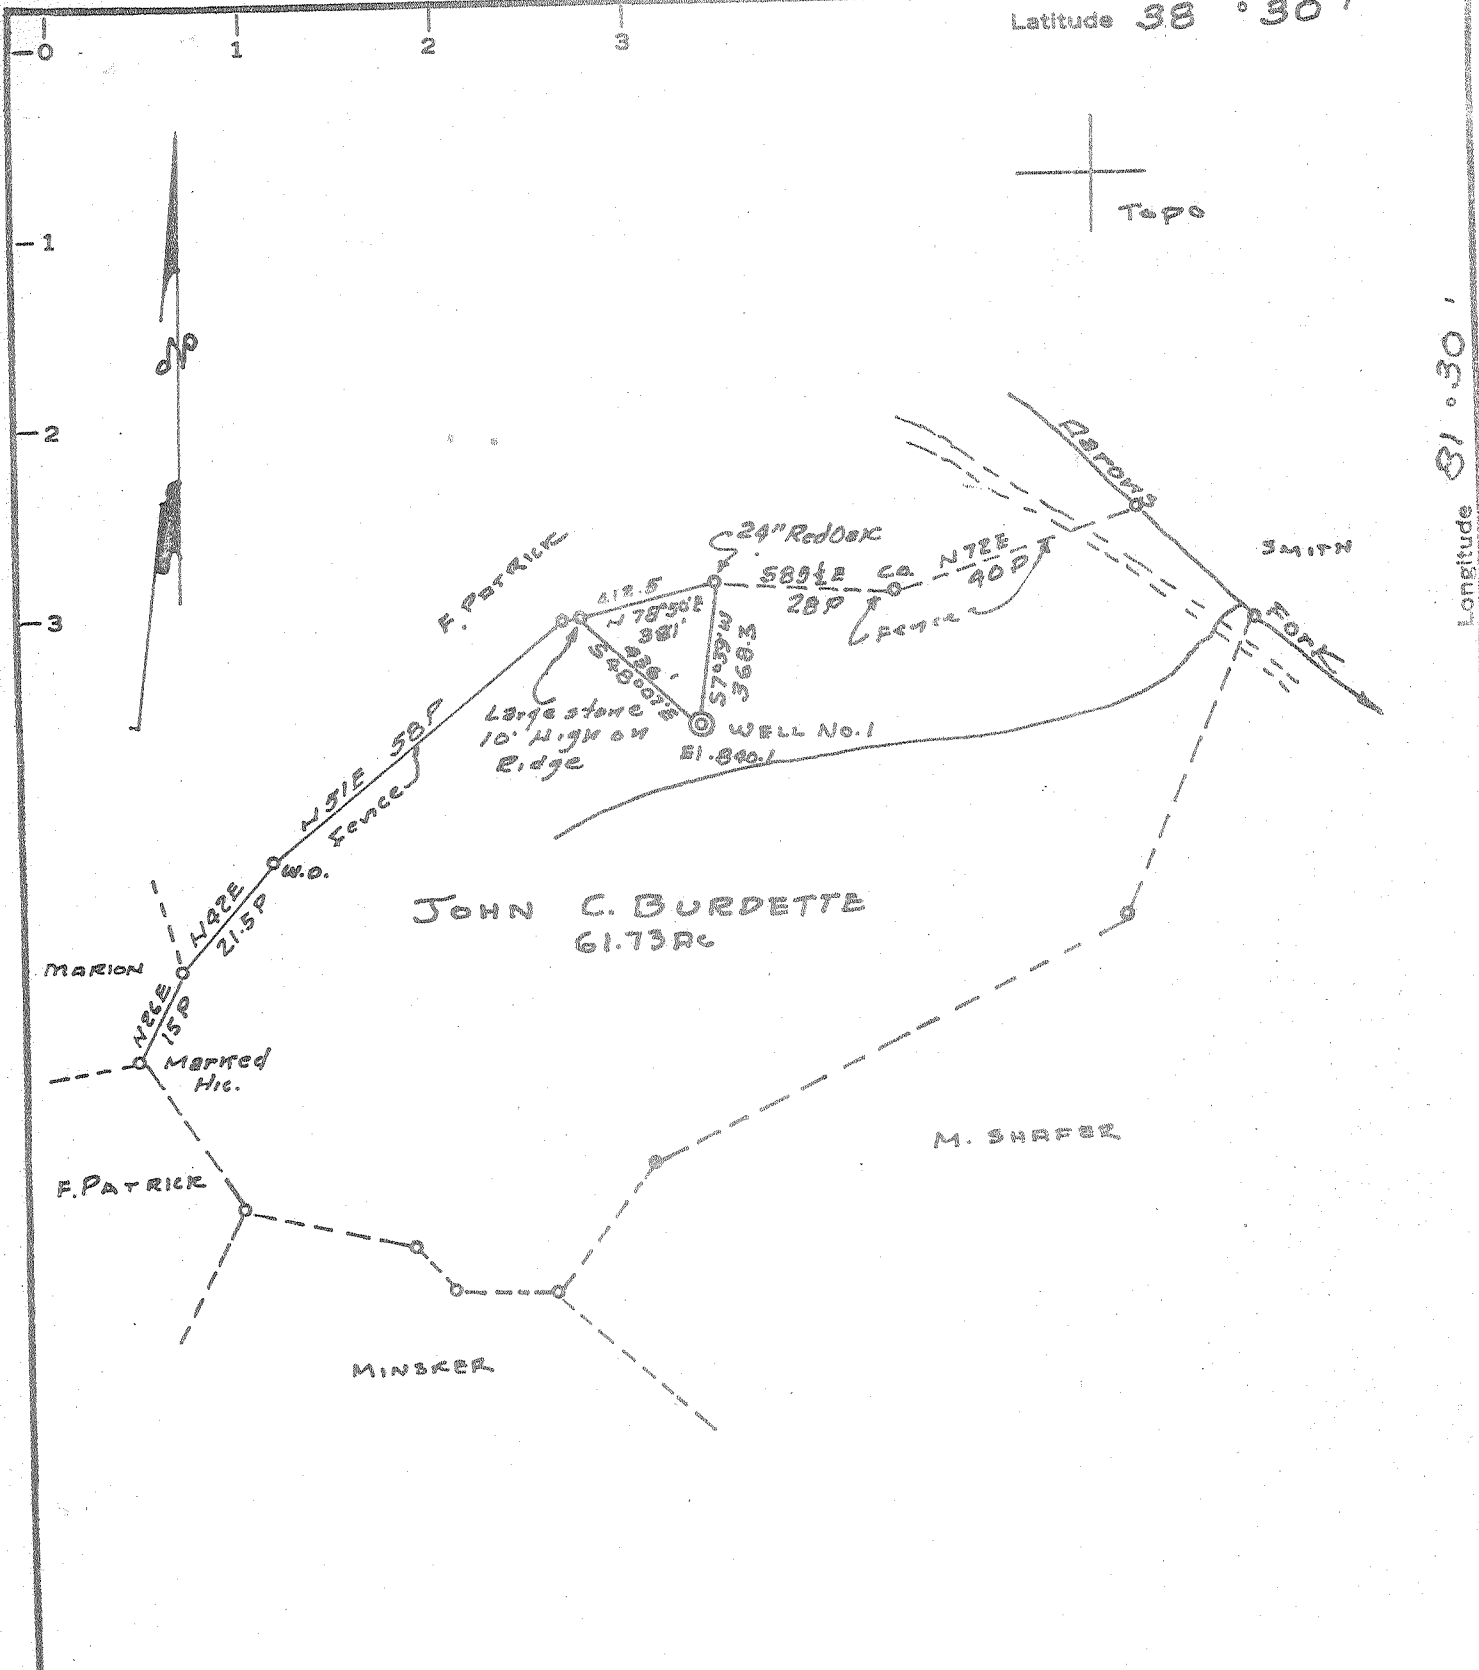 Latitude 38 ° 30 '
0
1
2
3
1
2
3
Topo
Longitude 81 ° 30 '
Aarons
Fork
SMITH
24" Red Oak
F. PATRICK
412.5
N 78°50'E
381'
S89½E
28P
Ca.
N72E
40P
Fence
S7°39'W
368.3
Large stone
10' High on
Ridge
WELL No. 1
El. 840.1
N51E 58P
Fence
W.O.
N42E
21.5P
JOHN C. BURDETTE
61.73 Ac
MARION
N26E
15P
Marked
Hic.
M. SHAFER
F. PATRICK
MINSKER